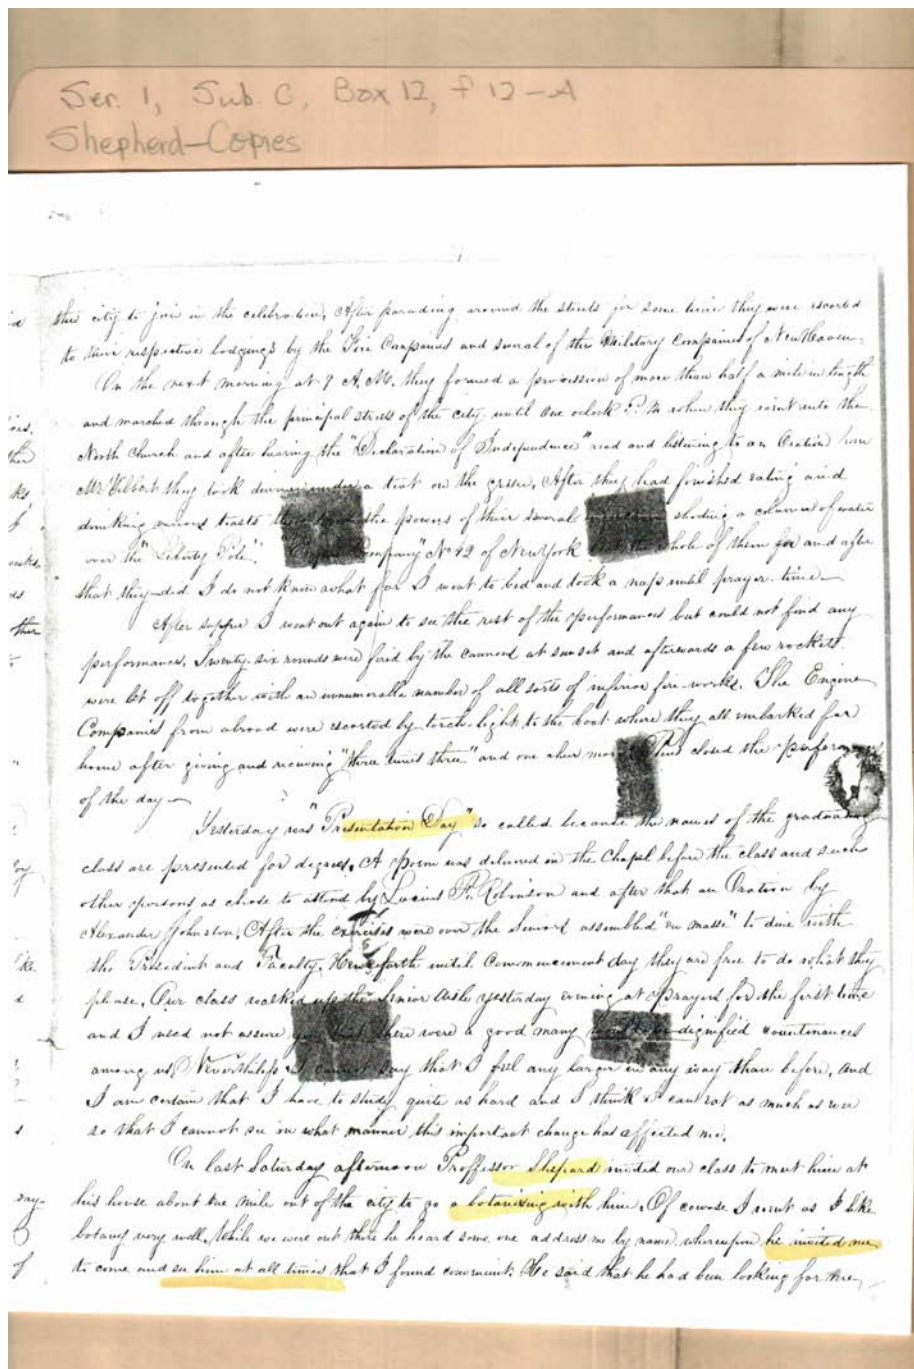 Ser. 1, Sub. C, Box 12, f 12-A
Shepherd-Copies
this city to join in the celebration. After parading around the streets for some time they were escorted
to their respective lodgings by the Fire Companies and several of the Military Companies of New Haven.
On the next morning at 9 A.M. they formed a procession of more than half a mile in length
and marched through the principal streets of the city until one oclock P.M. when they went into the
North Church and after hearing the "Declaration of Independence" read and listening to an Oration from
Mr. they took dinner under a tent on the green. After they had finished eating and
drinking various toasts the powers of their several shooting a column of water
over the "Liberty Pole". Company" No 42 of New York the whole of them far and after
that they did I do not know what for I went to bed and took a nap until prayer time—
After supper I went out again to see the rest of the performances but could not find any
performances. Twenty-six rounds were fired by the cannon at sunset and afterwards a few rockets
were let off together with an innumerable number of all sorts of inferior fire-works. The Engine
Companies from abroad were escorted by torch-light to the boat where they all embarked for
home after giving and receiving "three times three" and one cheer more Thus closed the
of the day—
Yesterday was "Presentation Day" so called because the names of the graduating
class are presented for degrees. A Poem was delivered in the Chapel before the class and such
other persons as chose to attend by Lucius F. Robinson and after that an Oration by
Alexander Johnston. After the exercises were over the Seniors assembled "en masse" to dine with
the President and Faculty. Henceforth until Commencement day they are free to do what they
please. Our class walked up the Senior Aisle yesterday evening at prayers for the first time
and I need not assure you that there were a good many dignified countenances
among us. Nevertheless I cannot say that I feel any larger in any way than before, and
I am certain that I have to study quite as hard and I think I can eat as much as ever
so that I cannot see in what manner this important change has affected me.
On last Saturday afternoon Proffessor Shepard invited our class to meet him at
his house about one mile out of the city to go a botanising with him. Of course I went as I like
botany very well. While we were out there he heard some one address me by name whereupon he invited me
to come and see him at all times that I found convenient. He said that he had been looking for me